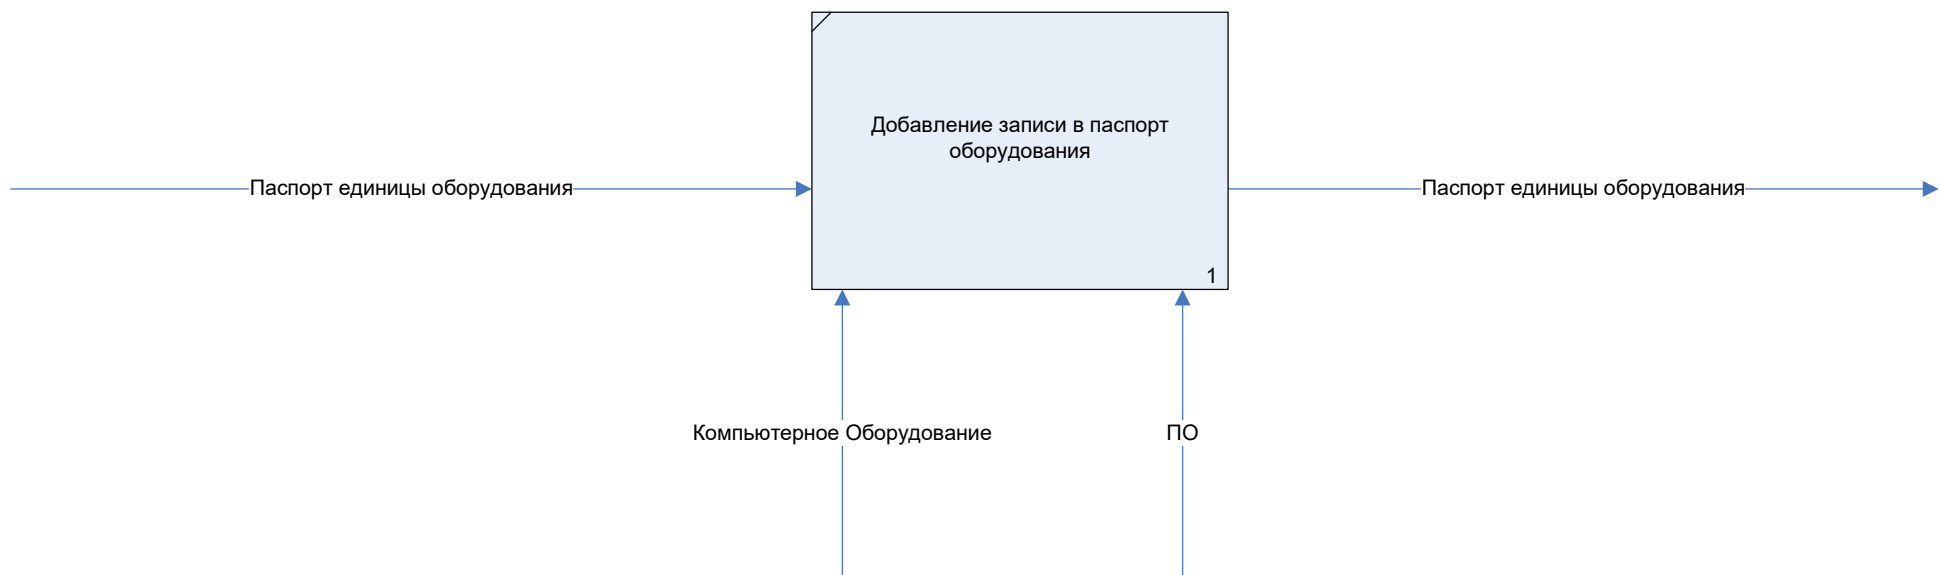 Добавление записи в паспорт
оборудования
Паспорт единицы оборудования
Паспорт единицы оборудования
1
Компьютерное Оборудование
ПО